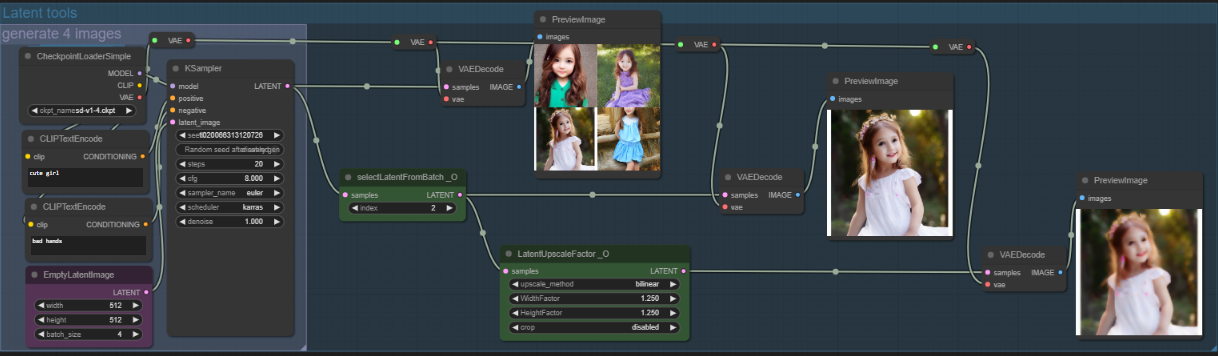 Latent tools
generate 4 images
CheckpointLoaderSimple
MODEL
CLIP
VAE
ckpt_name sd-v1-4.ckpt
CLIPTextEncode
clip CONDITIONING
cute girl
CLIPTextEncode
clip CONDITIONING
bad hands
EmptyLatentImage
LATENT
width 512
height 512
batch_size 4
VAE
KSampler
model LATENT
positive
negative
latent_image
Random seed after
steps 20
cfg 8.000
sampler_name euler
scheduler karras
denoise 1.000
VAE
VAEDecode
samples IMAGE
vae
PreviewImage
images
selectLatentFromBatch _O
samples LATENT
index 2
LatentUpscaleFactor _O
samples LATENT
upscale_method bilinear
WidthFactor 1.250
HeightFactor 1.250
crop disabled
VAE
VAEDecode
samples IMAGE
vae
PreviewImage
images
VAE
VAEDecode
samples IMAGE
vae
PreviewImage
images